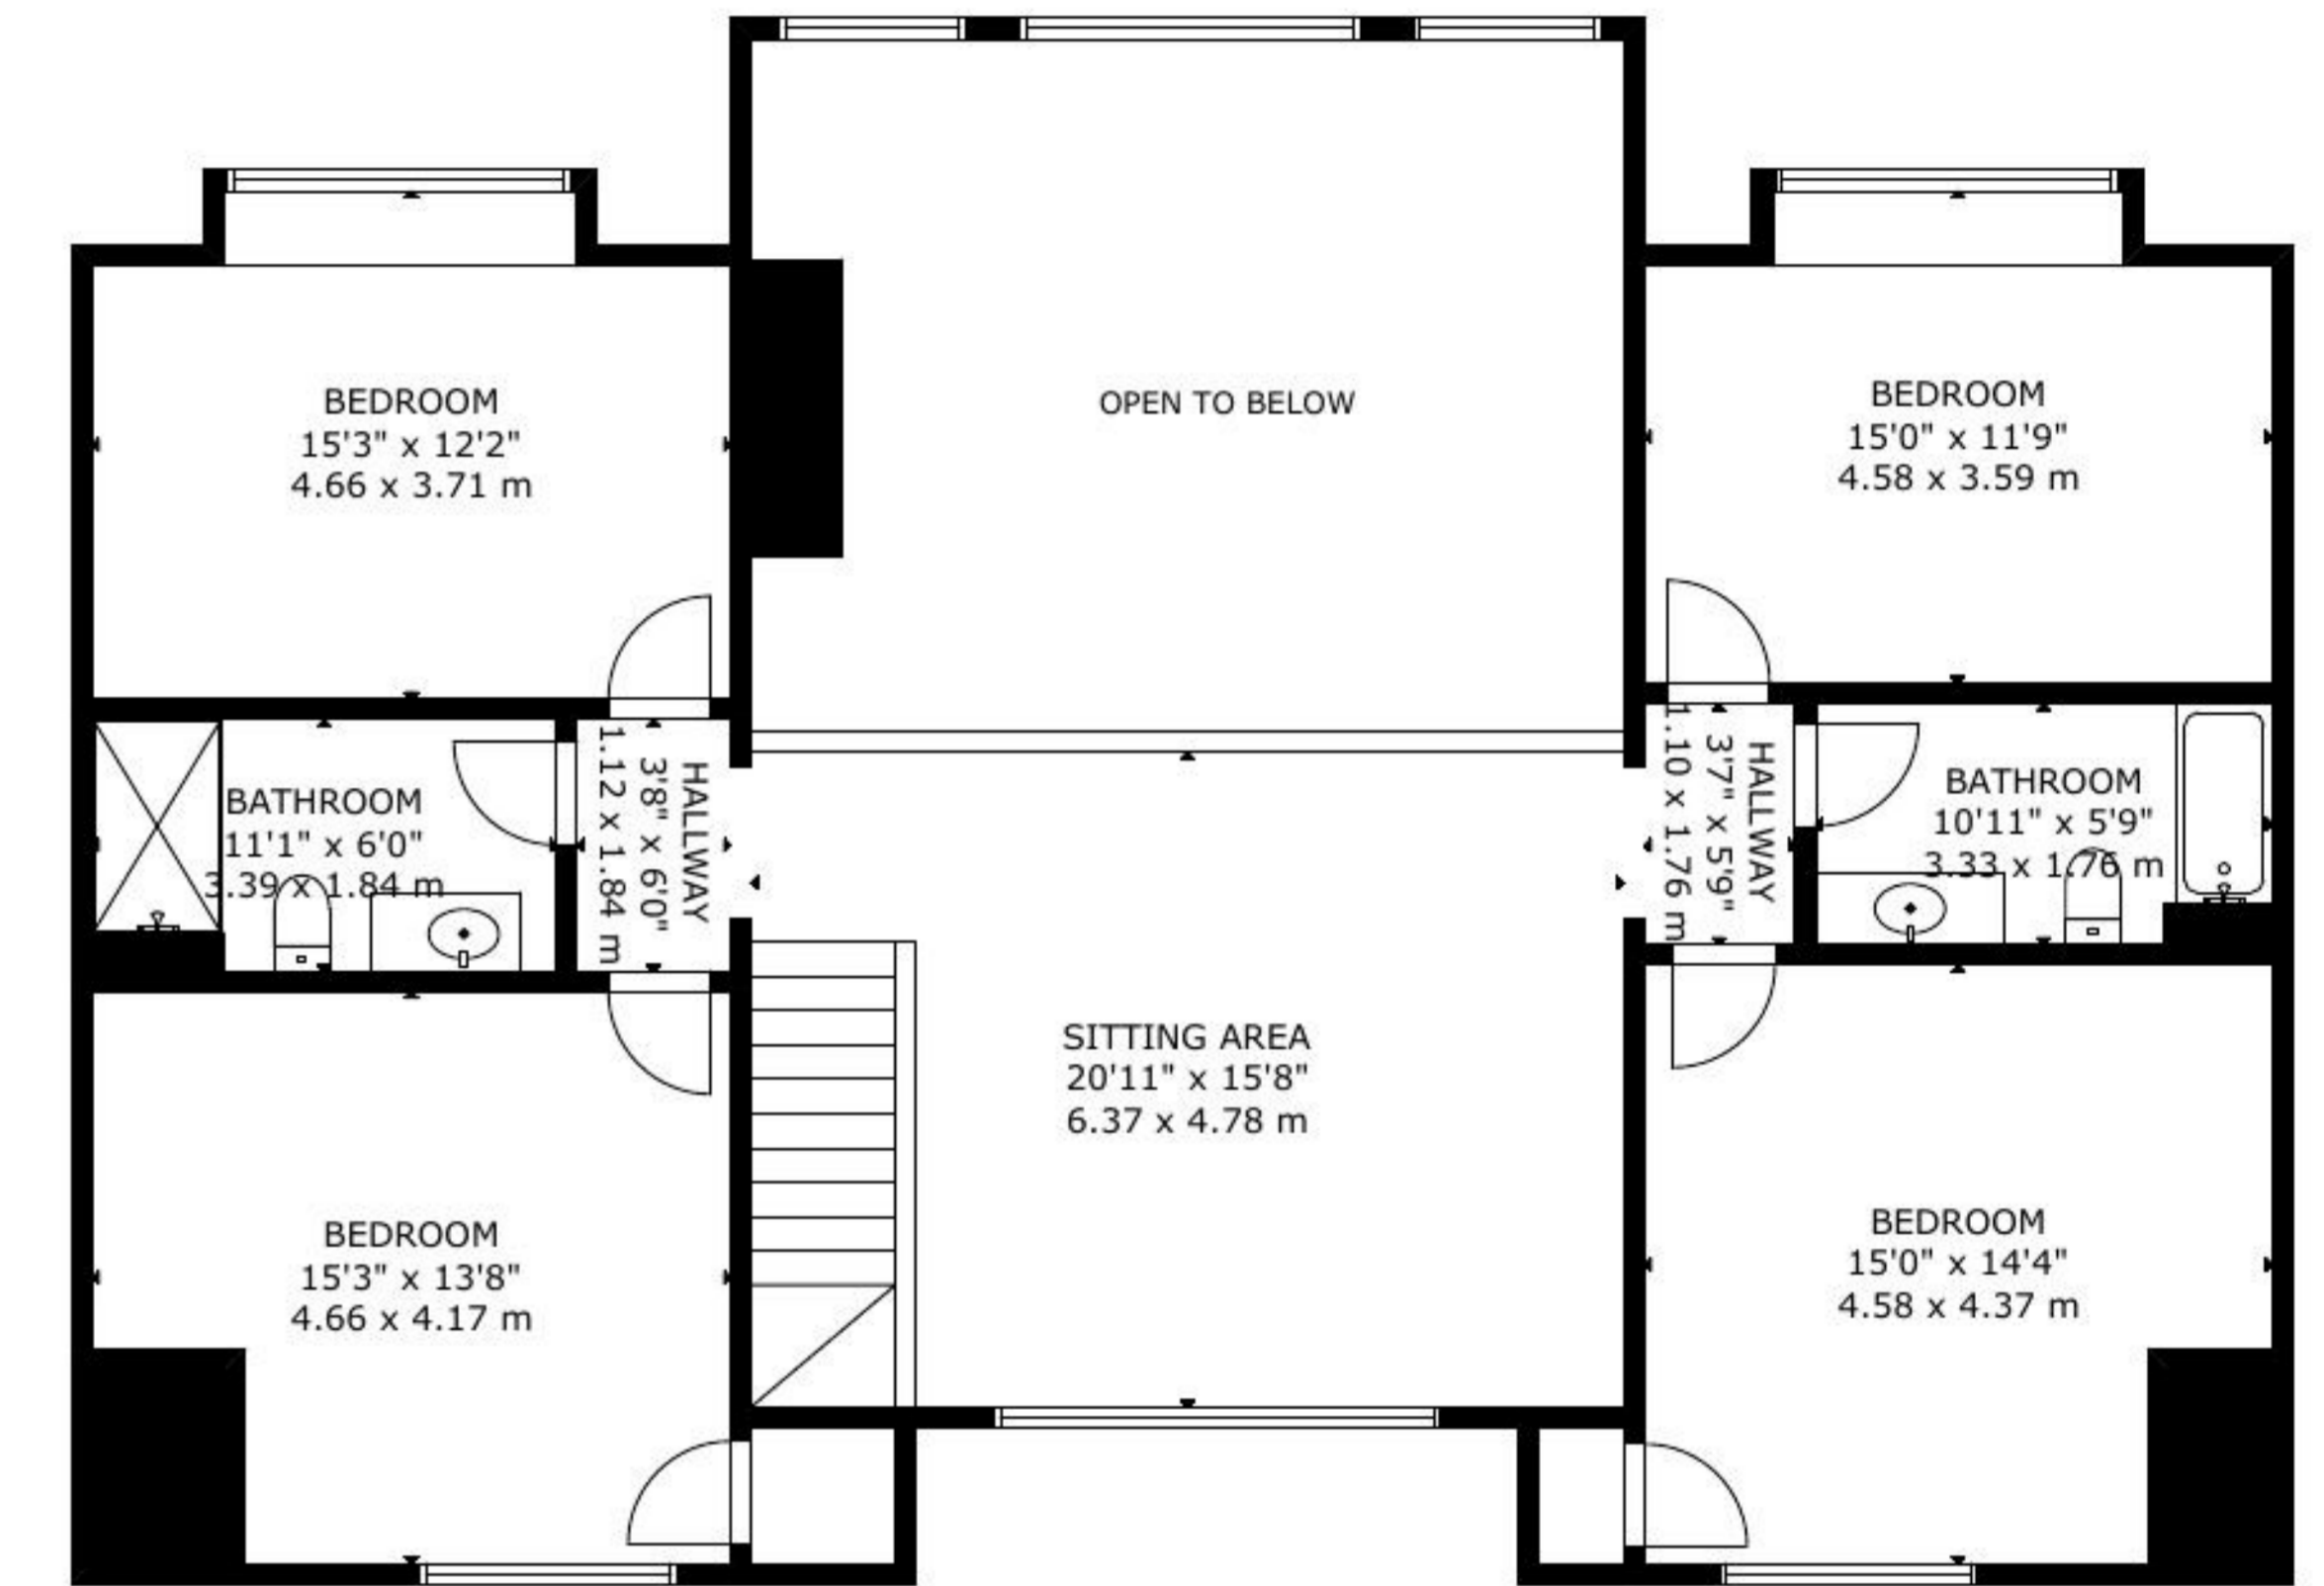 BEDROOM
15'3" x 12'2"
4.66 x 3.71 m
OPEN TO BELOW
BEDROOM
15'0" x 11'9"
4.58 x 3.59 m
BATHROOM
11'1" x 6'0"
3.39 x 1.84 m
HALLWAY
3'8" x 6'0"
1.12 x 1.84 m
HALLWAY
3'7" x 5'9"
1.10 x 1.76 m
BATHROOM
10'11" x 5'9"
3.33 x 1.76 m
SITTING AREA
20'11" x 15'8"
6.37 x 4.78 m
BEDROOM
15'3" x 13'8"
4.66 x 4.17 m
BEDROOM
15'0" x 14'4"
4.58 x 4.37 m